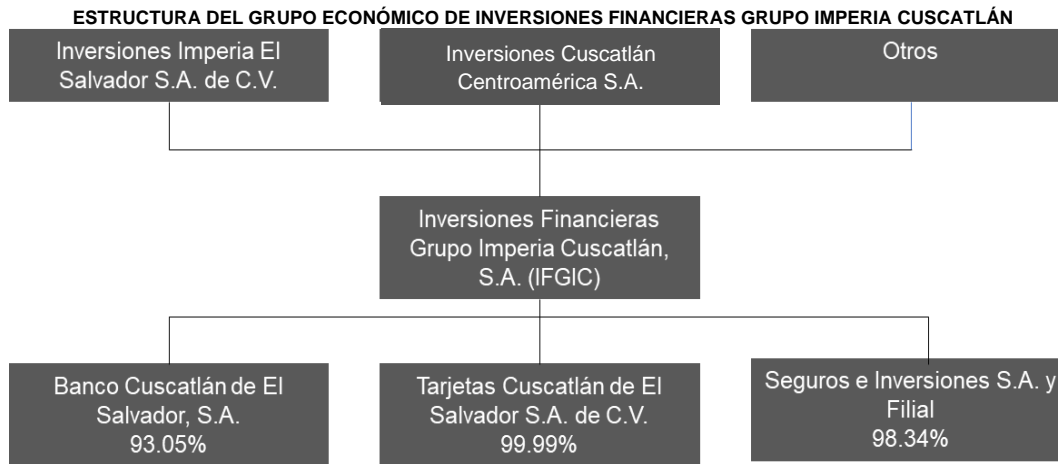 ESTRUCTURA DEL GRUPO ECONÓMICO DE INVERSIONES FINANCIERAS GRUPO IMPERIA CUSCATLÁN
Inversiones Imperia El
Salvador S.A. de C.V.
Inversiones Cuscatlán
Centroamérica S.A.
Otros
Inversiones Financieras
Grupo Imperia Cuscatlán,
S.A. (IFGIC)
Banco Cuscatlán de El
Salvador, S.A.
93.05%
Tarjetas Cuscatlán de El
Salvador S.A. de C.V.
99.99%
Seguros e Inversiones S.A. y
Filial
98.34%